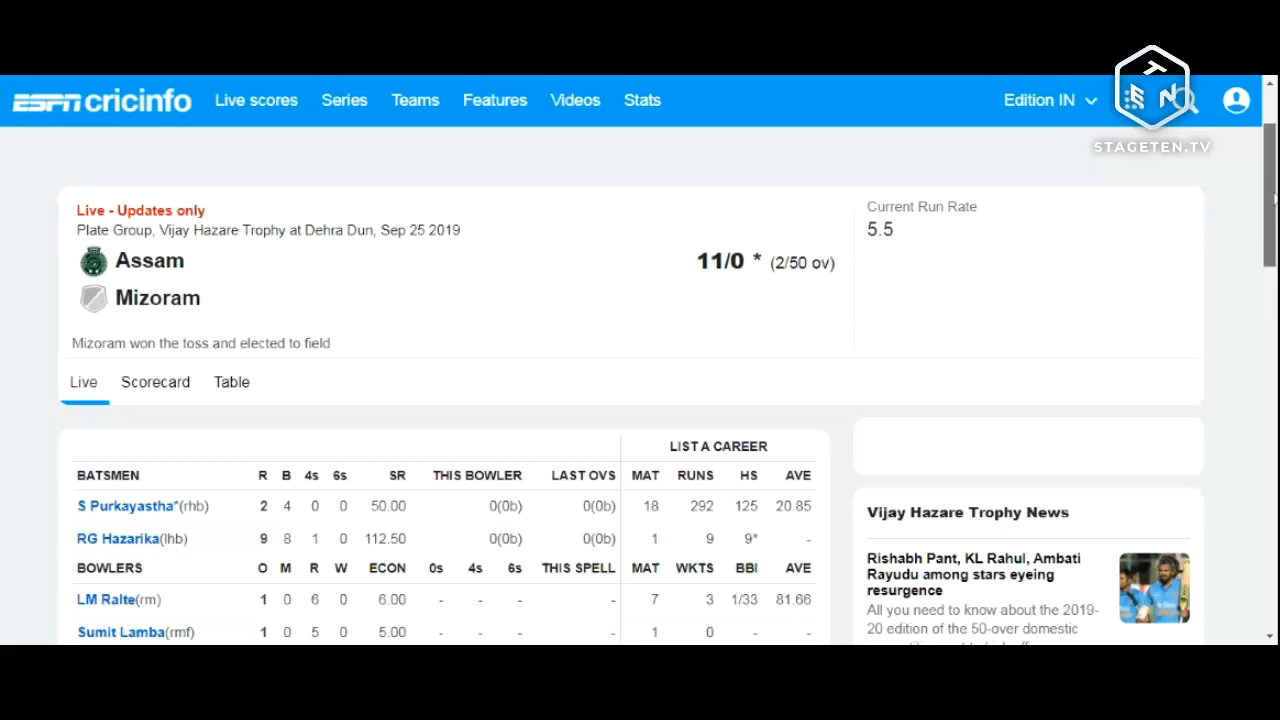 ESPN cricinfo Live scores Series Teams Features Videos Stats Edition IN
T
EN
STAGETEN.TV
Live - Updates only
Plate Group, Vijay Hazare Trophy at Dehra Dun, Sep 25 2019
Assam 11/0 * (2/50 ov)
Mizoram
Mizoram won the toss and elected to field
Current Run Rate
5.5
Live Scorecard Table
LIST A CAREER
BATSMEN R B 4s 6s SR THIS BOWLER LAST OVS MAT RUNS HS AVE
S Purkayastha*(rhb) 2 4 0 0 50.00 0(0b) 0(0b) 18 292 125 20.85
RG Hazarika(lhb) 9 8 1 0 112.50 0(0b) 0(0b) 1 9 9* -
BOWLERS O M R W ECON 0s 4s 6s THIS SPELL MAT WKTS BBI AVE
LM Ralte(rm) 1 0 6 0 6.00 - - - - 7 3 1/33 81.66
Sumit Lamba(rmf) 1 0 5 0 5.00 - - - - 1 0 - -
Vijay Hazare Trophy News
Rishabh Pant, KL Rahul, Ambati
Rayudu among stars eyeing
resurgence
All you need to know about the 2019-
20 edition of the 50-over domestic